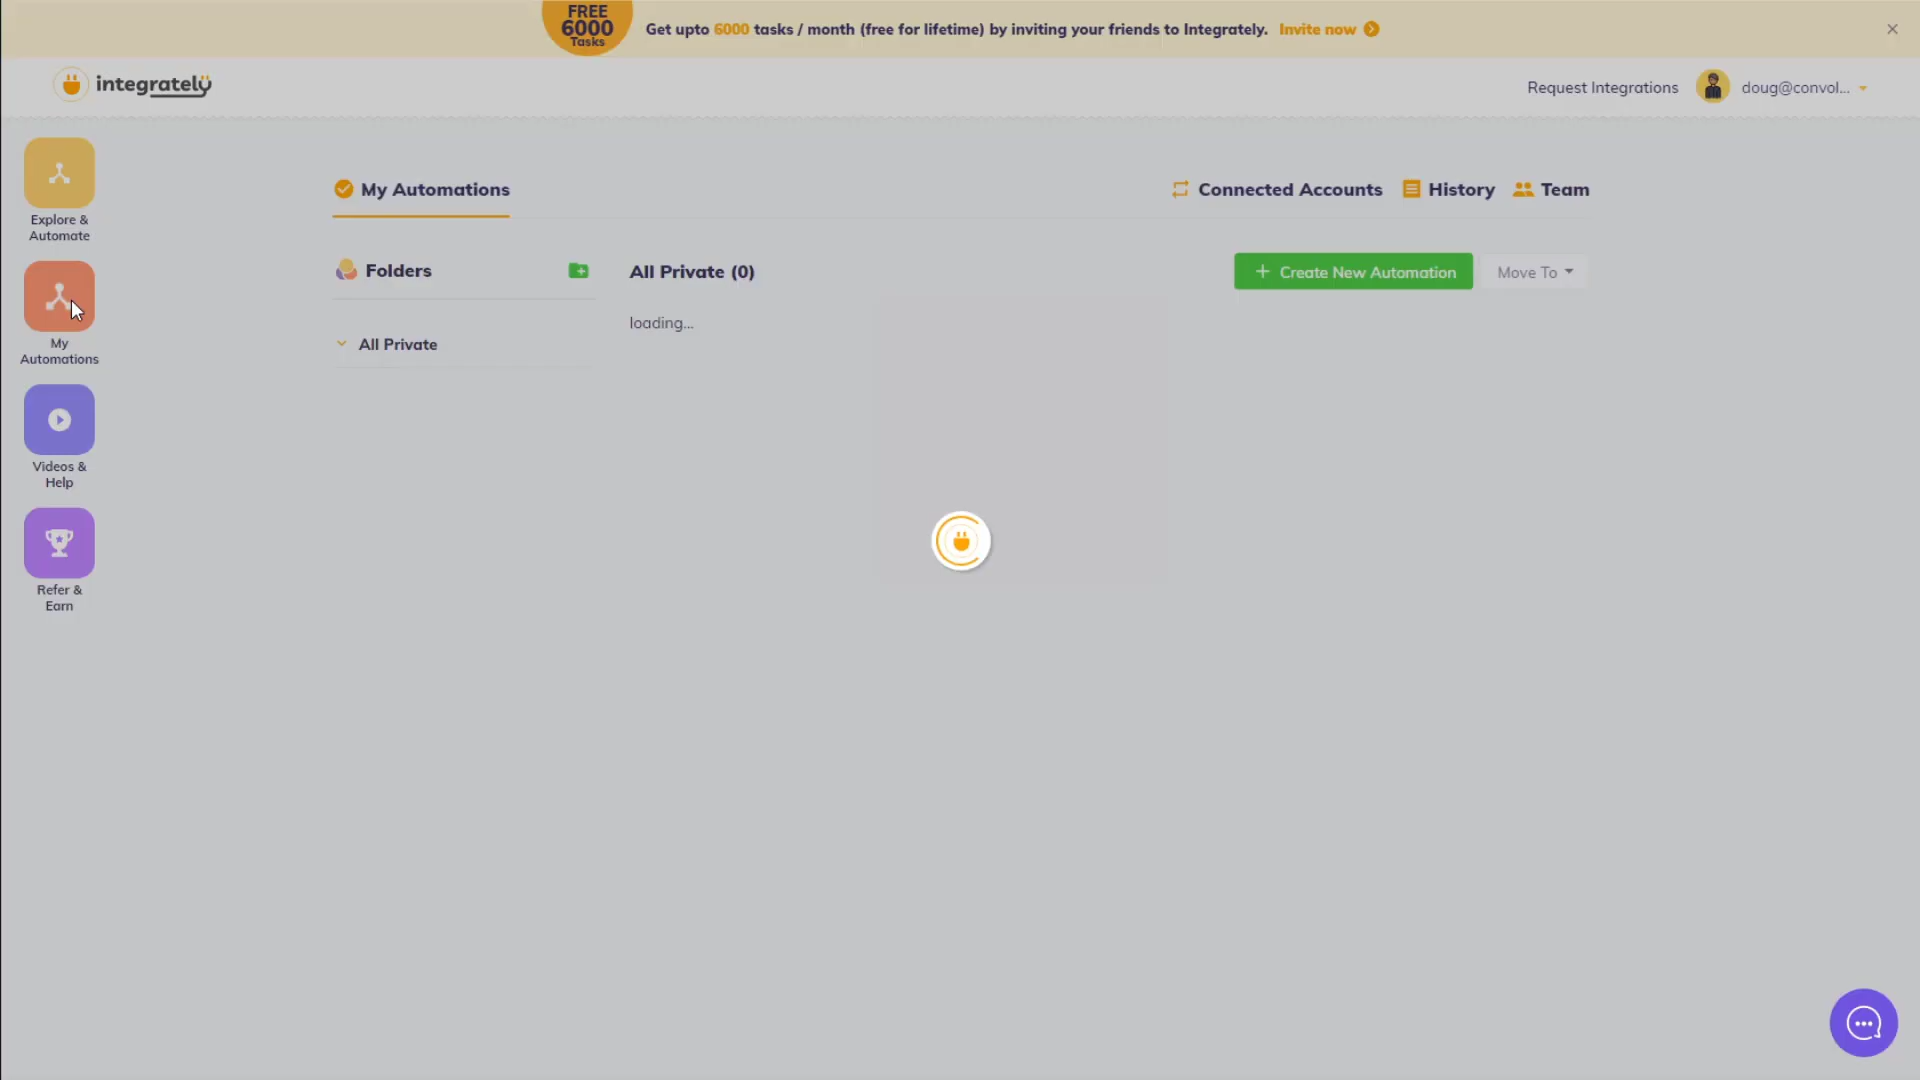 FREE
6000
Tasks
Get upto 6000 tasks / month (free for lifetime) by inviting your friends to Integrately. Invite now
integrately
Request Integrations
doug@convol...
Explore &
Automate
My
Automations
Videos &
Help
Refer &
Earn
My Automations
Connected Accounts
History
Team
Folders
All Private
All Private (0)
Create New Automation
Move To
loading...